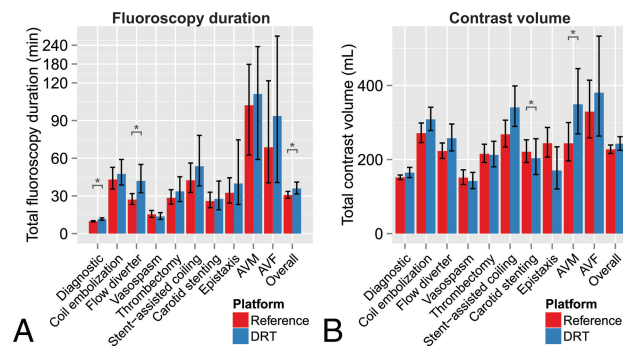 Fluoroscopy duration
Total fluoroscopy duration (min)
240
120
90
60
30
0
*
*
*
Diagnostic
Coil embolization
Flow diverter
Vasospasm
Thrombectomy
Stent-assisted coiling
Carotid stenting
Epistaxis
AVM
AVF
Overall
Platform
Reference
DRT
A
Contrast volume
Total contrast volume (mL)
400
200
0
*
*
Diagnostic
Coil embolization
Flow diverter
Vasospasm
Thrombectomy
Stent-assisted coiling
Carotid stenting
Epistaxis
AVM
AVF
Overall
Platform
Reference
DRT
B